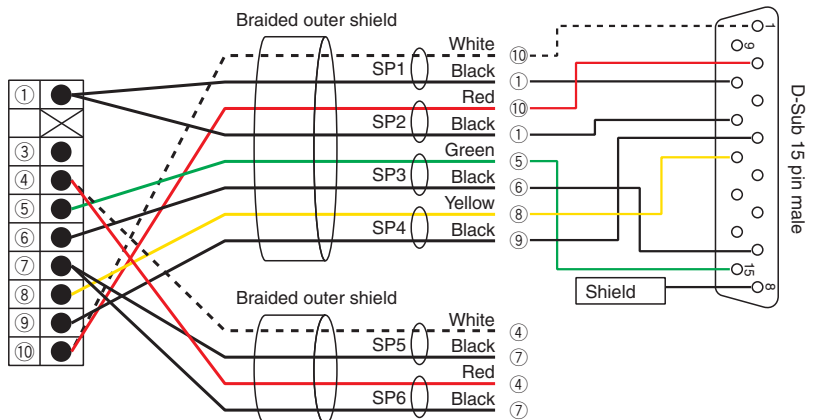 Braided outer shield
White ⑩
SP1 Black ①
Red ⑩
SP2 Black ①
Green ⑤
SP3 Black ⑥
Yellow ⑧
SP4 Black ⑨
①
③
④
⑤
⑥
⑦
⑧
⑨
⑩
Braided outer shield
White ④
SP5 Black ⑦
Red ④
SP6 Black ⑦
Shield
1
9
15
8
D-Sub 15 pin male